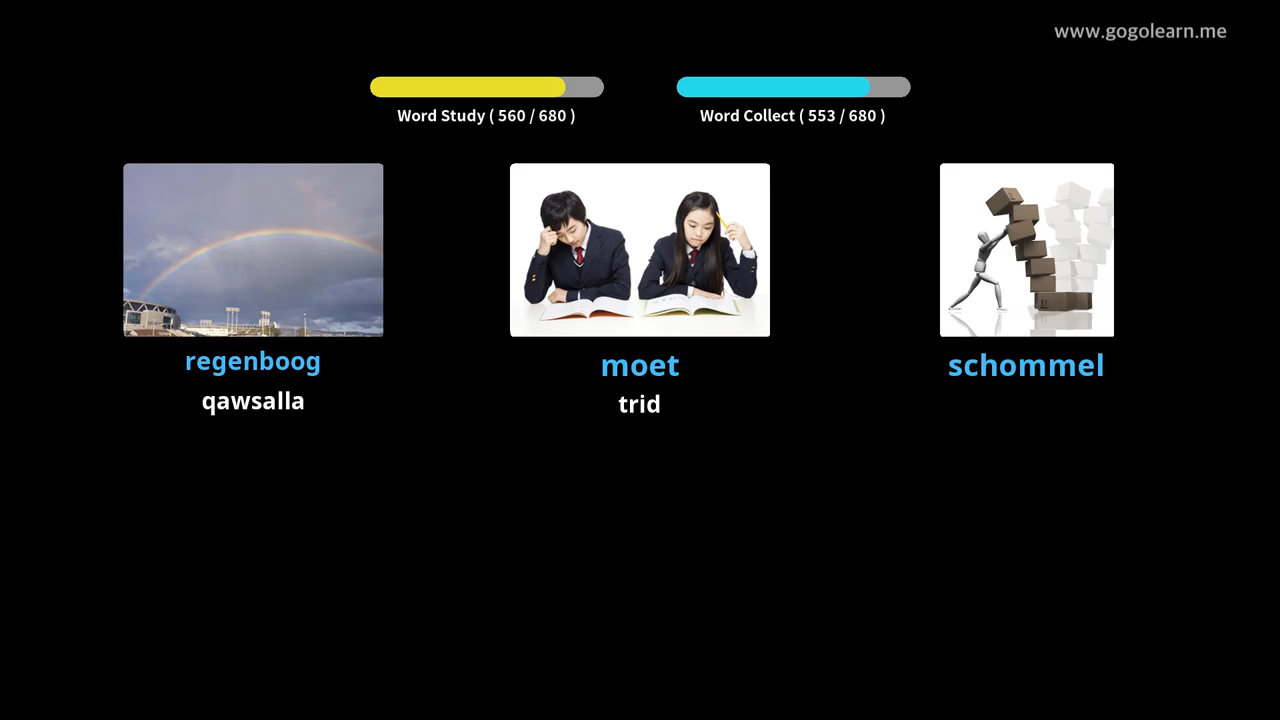 www.gogolearn.me
Word Study ( 560 / 680 )
Word Collect ( 553 / 680 )
regenboog
qawsalla
moet
trid
schommel